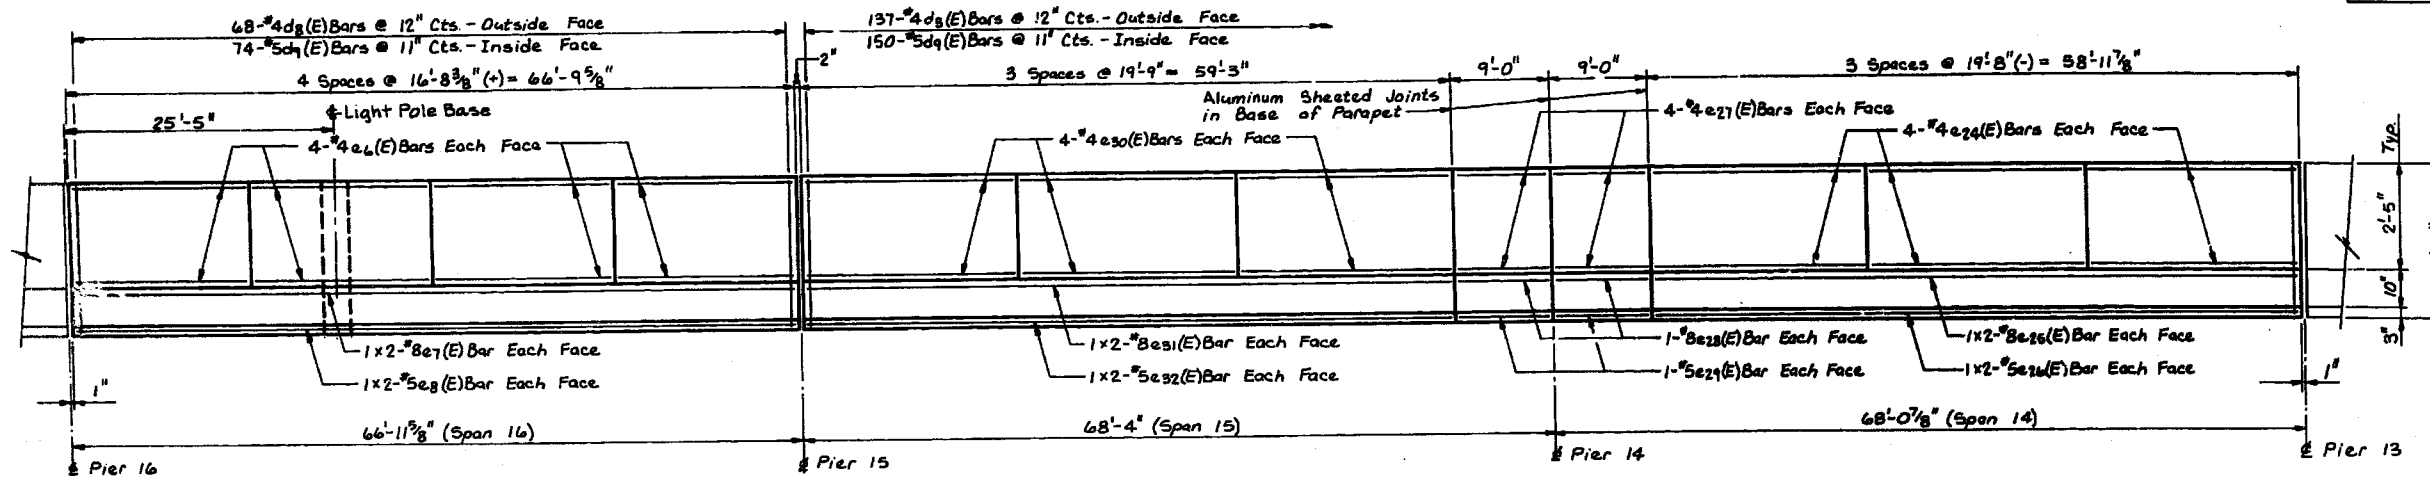 68-#4d8(E)Bars @ 12" Cts. - Outside Face
74-#5d9(E)Bars @ 11" Cts. - Inside Face
137-#4d8(E)Bars @ 12" Cts. - Outside Face
150-#5d9(E)Bars @ 11" Cts. - Inside Face
2"
4 Spaces @ 16'-8 3/8" (+) = 66'-9 5/8"
3 Spaces @ 19'-9" = 59'-3"
9'-0"
9'-0"
3 Spaces @ 19'-8" (-) = 58'-11 7/8"
25'-5"
℄ Light Pole Base
Aluminum Sheeted Joints
in Base of Parapet
4-#4e6(E)Bars Each Face
4-#4e30(E)Bars Each Face
4-#4e27(E)Bars Each Face
4-#4e24(E)Bars Each Face
Typ.
2'-5"
10"
3"
1x2-#8e7(E)Bar Each Face
1x2-#5e8(E)Bar Each Face
1x2-#8e31(E)Bar Each Face
1x2-#5e32(E)Bar Each Face
1-#8e28(E)Bar Each Face
1-#5e29(E)Bar Each Face
1x2-#8e25(E)Bar Each Face
1x2-#5e26(E)Bar Each Face
1"
1"
66'-11 5/8" (Span 16)
68'-4" (Span 15)
68'-0 7/8" (Span 14)
℄ Pier 16
℄ Pier 15
℄ Pier 14
℄ Pier 13